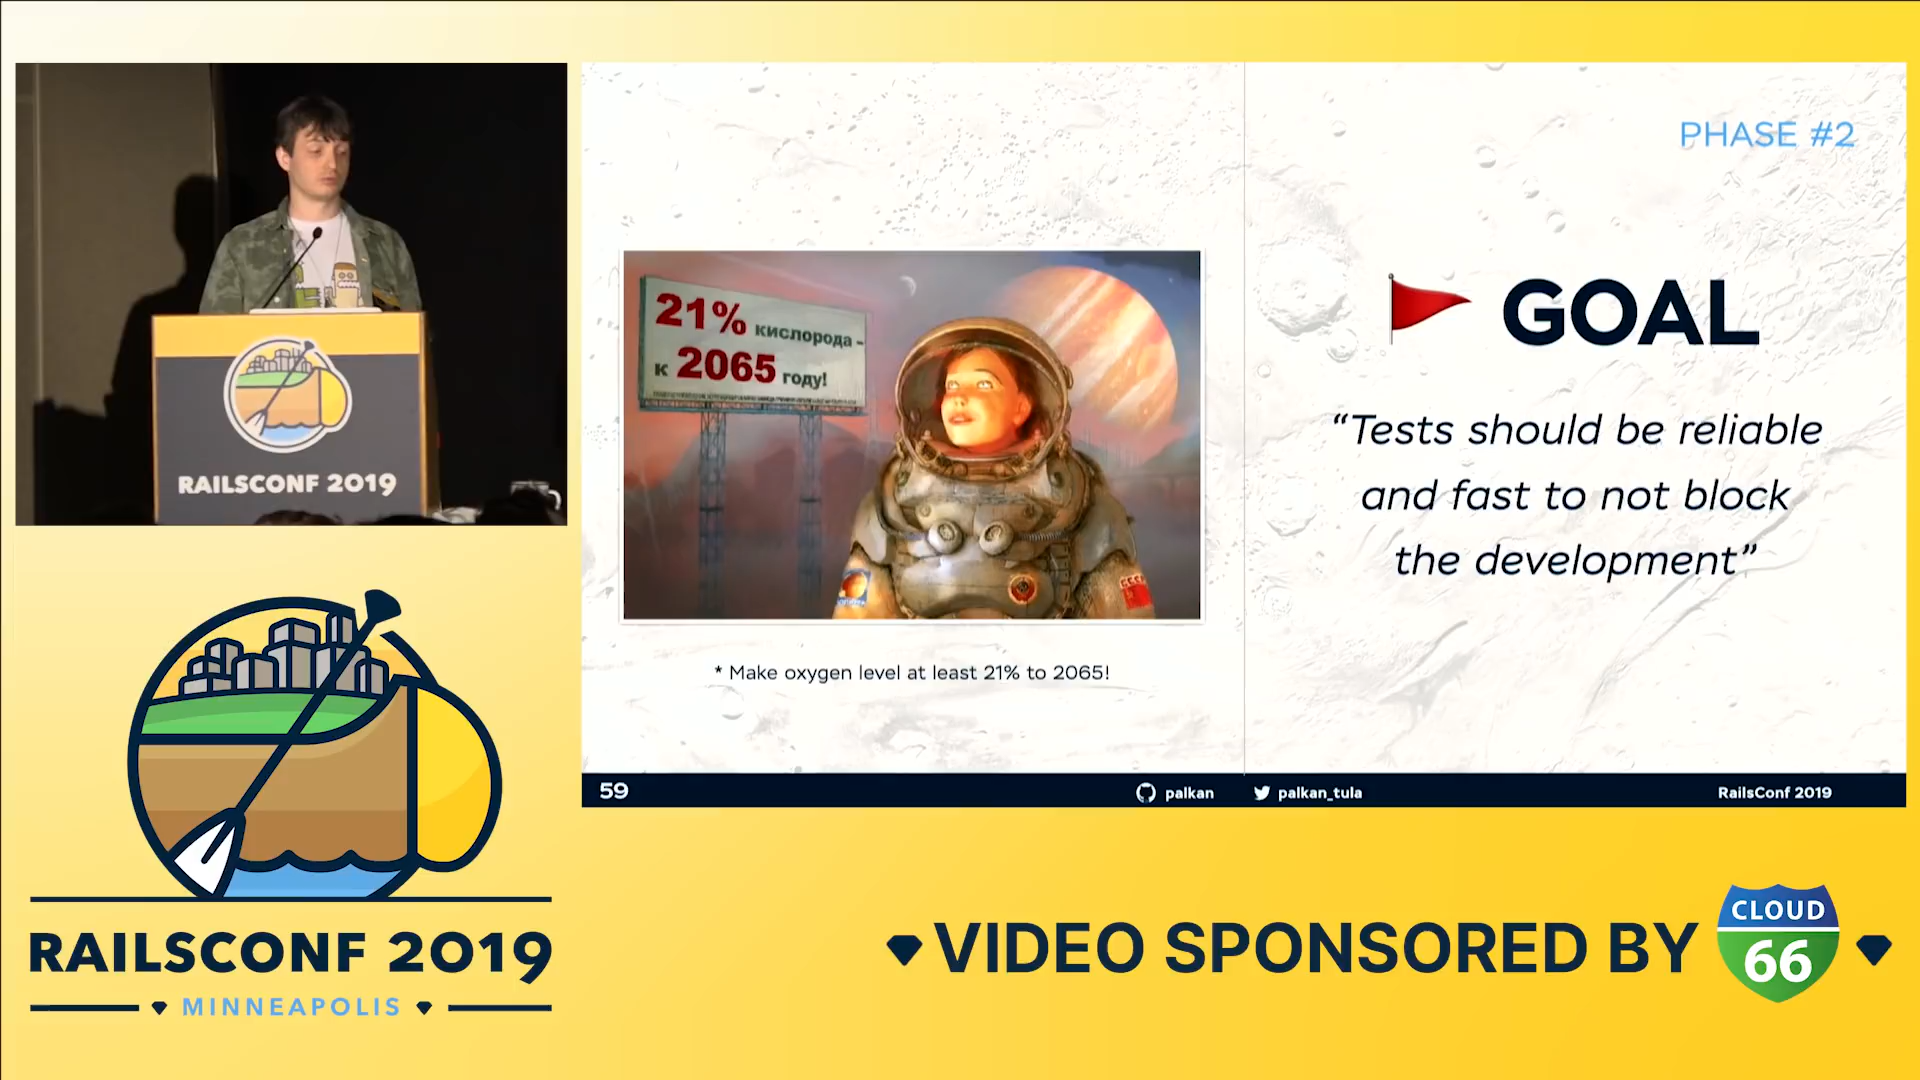 RAILSCONF 2019
RAILSCONF 2019
MINNEAPOLIS
PHASE #2
21% кислорода -
к 2065 году!
* Make oxygen level at least 21% to 2065!
GOAL
“Tests should be reliable
and fast to not block
the development”
59
palkan
palkan_tula
RailsConf 2019
VIDEO SPONSORED BY
CLOUD
66